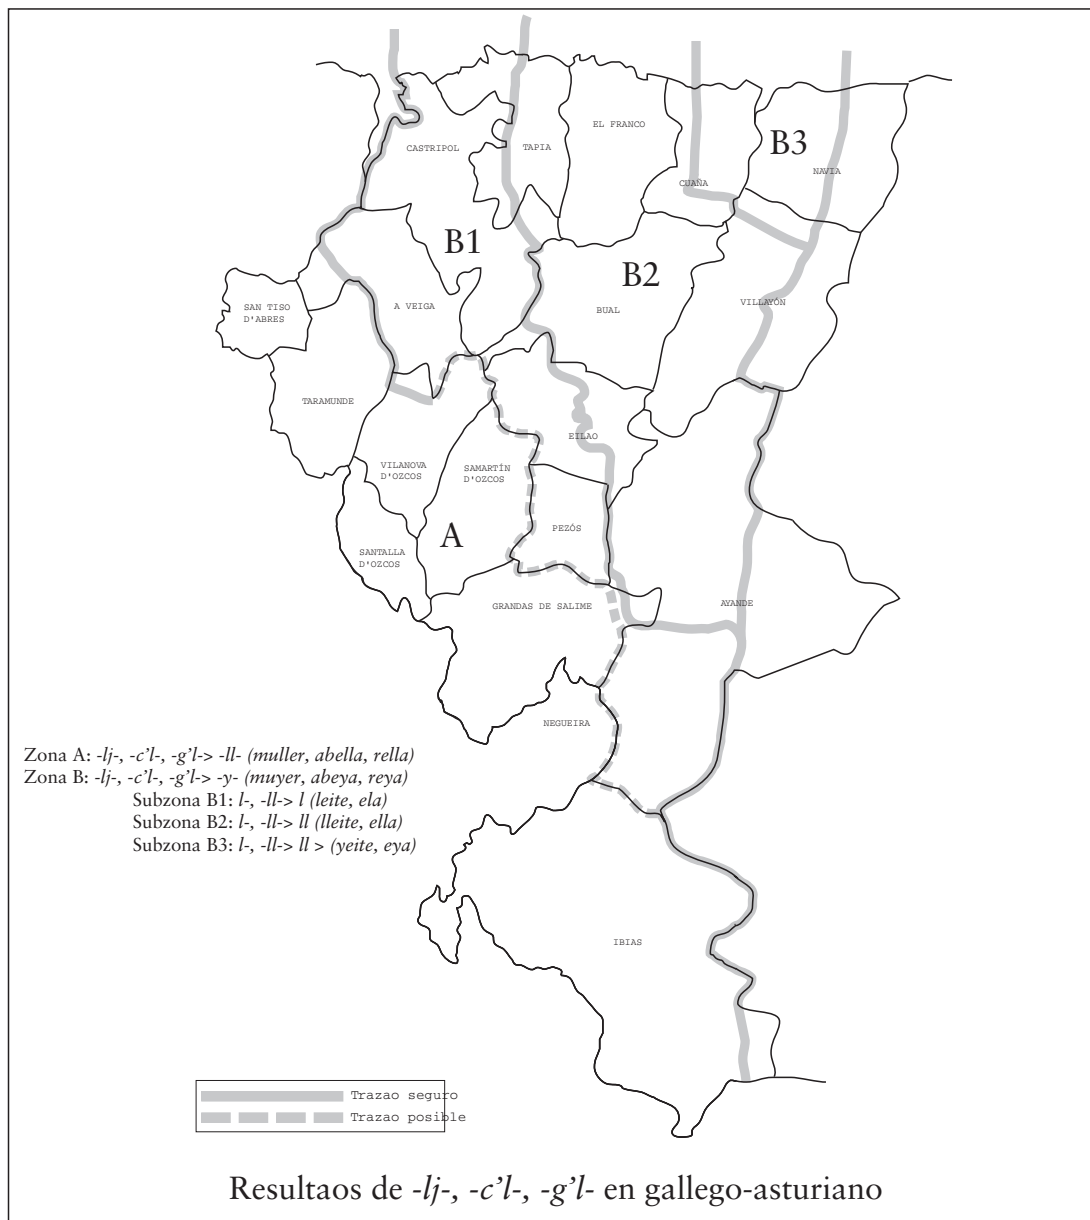 EL FRANCO
B3
CASTRIPOL
TAPIA
NAVIA
CUAÑA
B1
B2
SAN TISO
D'ABRES
A VEIGA
BUAL
VILLAYÓN
TARAMUNDE
EILAO
VILANOVA
D'OZCOS
SAMARTÍN
D'OZCOS
A
PEZÓS
SANTALLA
D'OZCOS
GRANDAS DE SALIME
AYANDE
NEGUEIRA
Zona A: -lj-, -c'l-, -g'l-> -ll- (muller, abella, rella)
Zona B: -lj-, -c'l-, -g'l-> -y- (muyer, abeya, reya)
Subzona B1: l-, -ll-> l (leite, ela)
Subzona B2: l-, -ll-> ll (lleite, ella)
Subzona B3: l-, -ll-> ll > (yeite, eya)
IBIAS
Trazao seguro
Trazao posible
Resultaos de -lj-, -c'l-, -g'l- en gallego-asturiano